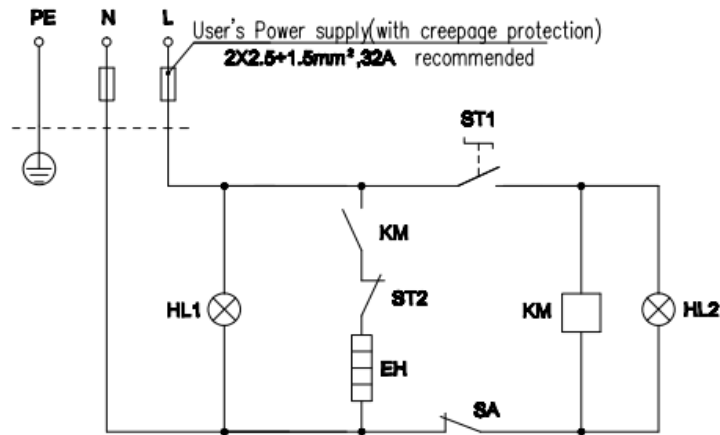 PE N L
User's Power supply(with creepage protection)
2X2.5+1.5mm²,32A recommended
ST1
KM
ST2
HL1
KM
HL2
EH
SA